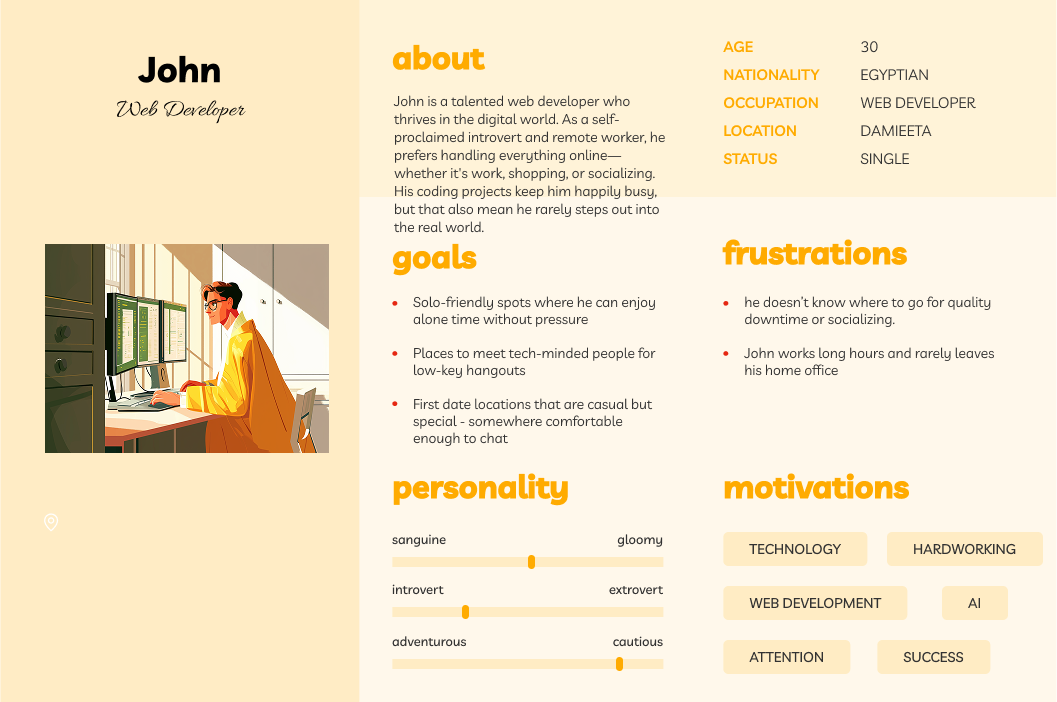 John
Web Developer
about
John is a talented web developer who
thrives in the digital world. As a self-
proclaimed introvert and remote worker, he
prefers handling everything online—
whether it's work, shopping, or socializing.
His coding projects keep him happily busy,
but that also mean he rarely steps out into
the real world.
AGE 30
NATIONALITY EGYPTIAN
OCCUPATION WEB DEVELOPER
LOCATION DAMIEETA
STATUS SINGLE
goals
• Solo-friendly spots where he can enjoy
alone time without pressure
• Places to meet tech-minded people for
low-key hangouts
• First date locations that are casual but
special - somewhere comfortable
enough to chat
frustrations
• he doesn't know where to go for quality
downtime or socializing.
• John works long hours and rarely leaves
his home office
personality
sanguine gloomy
introvert extrovert
adventurous cautious
motivations
TECHNOLOGY HARDWORKING
WEB DEVELOPMENT AI
ATTENTION SUCCESS